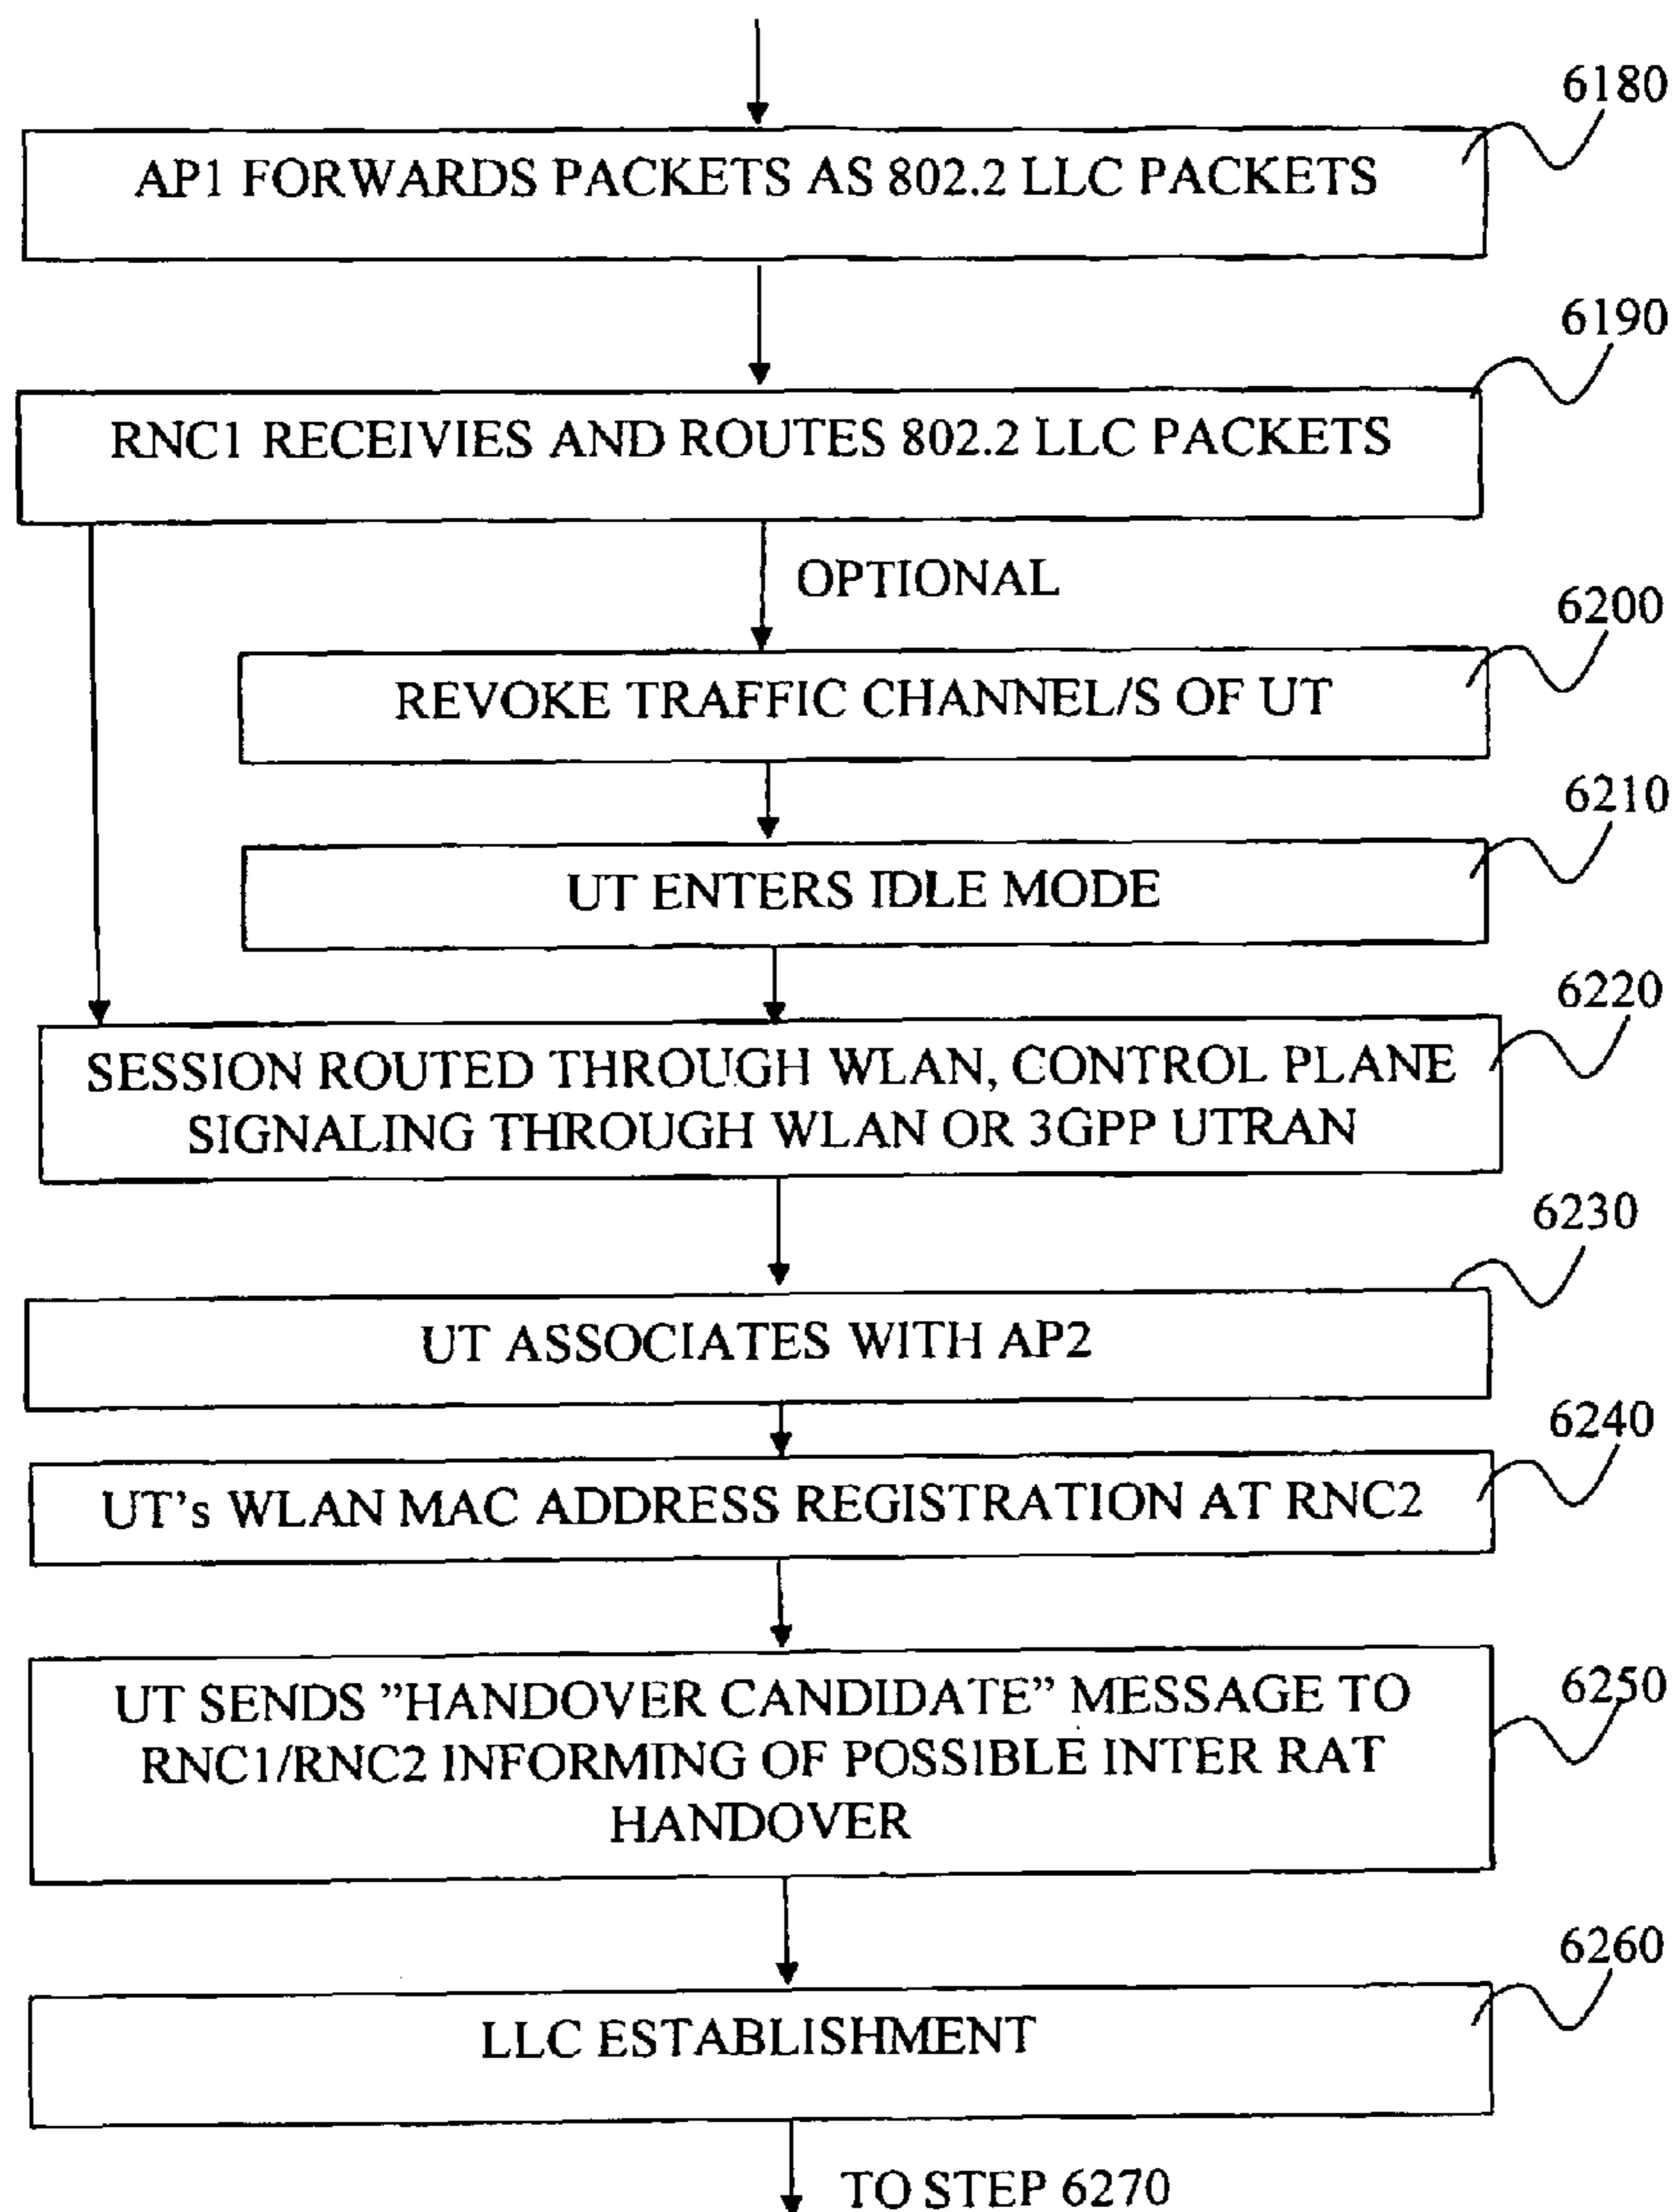 6180
AP1 FORWARDS PACKETS AS 802.2 LLC PACKETS
6190
RNC1 RECEIVIES AND ROUTES 802.2 LLC PACKETS
OPTIONAL
6200
REVOKE TRAFFIC CHANNEL/S OF UT
6210
UT ENTERS IDLE MODE
6220
SESSION ROUTED THROUGH WLAN, CONTROL PLANE
SIGNALING THROUGH WLAN OR 3GPP UTRAN
6230
UT ASSOCIATES WITH AP2
6240
UT's WLAN MAC ADDRESS REGISTRATION AT RNC2
6250
UT SENDS ”HANDOVER CANDIDATE” MESSAGE TO
RNC1/RNC2 INFORMING OF POSSIBLE INTER RAT
HANDOVER
6260
LLC ESTABLISHMENT
TO STEP 6270